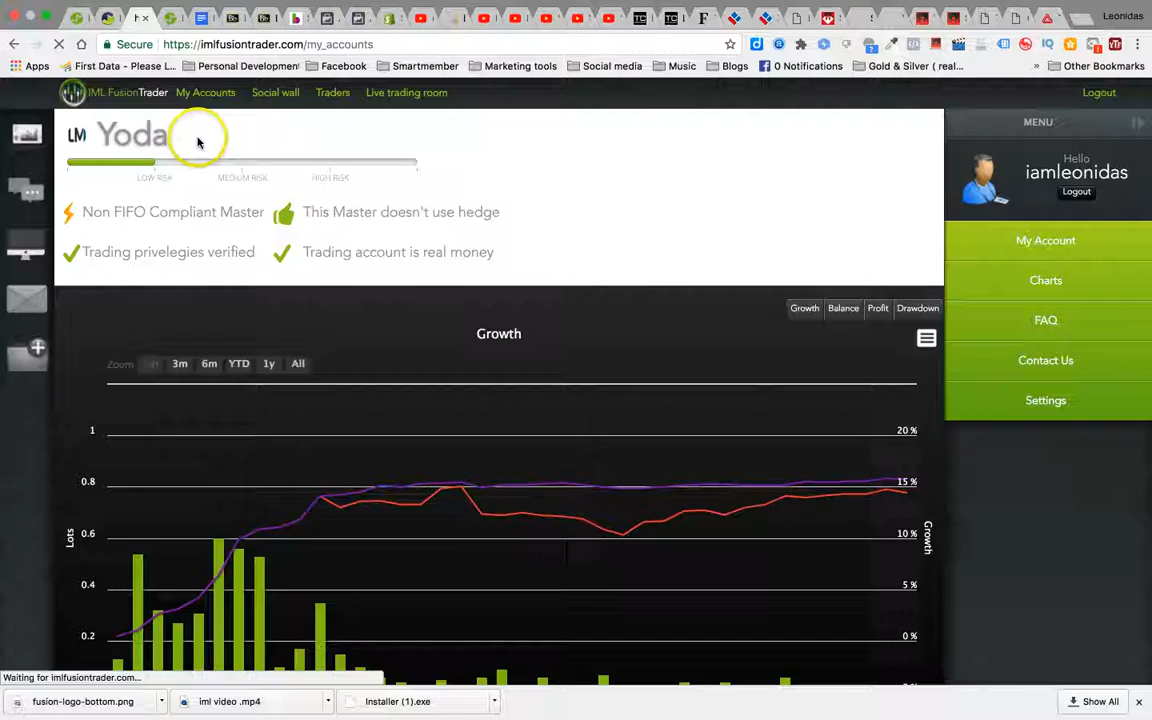 Leonidas
Secure https://imlfusiontrader.com/my_accounts
Apps First Data - Please L... Personal Development Facebook Smartmember Marketing tools Social media Music Blogs 0 Notifications Gold & Silver ( real... » Other Bookmarks
IML FusionTrader My Accounts Social wall Traders Live trading room Logout
MENU
LM Yoda
LOW RISK MEDIUM RISK HIGH RISK
Hello
iamleonidas
Logout
Non FIFO Compliant Master This Master doesn't use hedge
Trading privelegies verified Trading account is real money
My Account
Charts
FAQ
Contact Us
Settings
Growth Balance Profit Drawdown
Growth
Zoom 3m 6m YTD 1y All
1 20 %
0.8 15 %
0.6 10 %
Lots Growth
0.4 5 %
0.2 0 %
Waiting for imlfusiontrader.com...
fusion-logo-bottom.png iml video .mp4 Installer (1).exe Show All